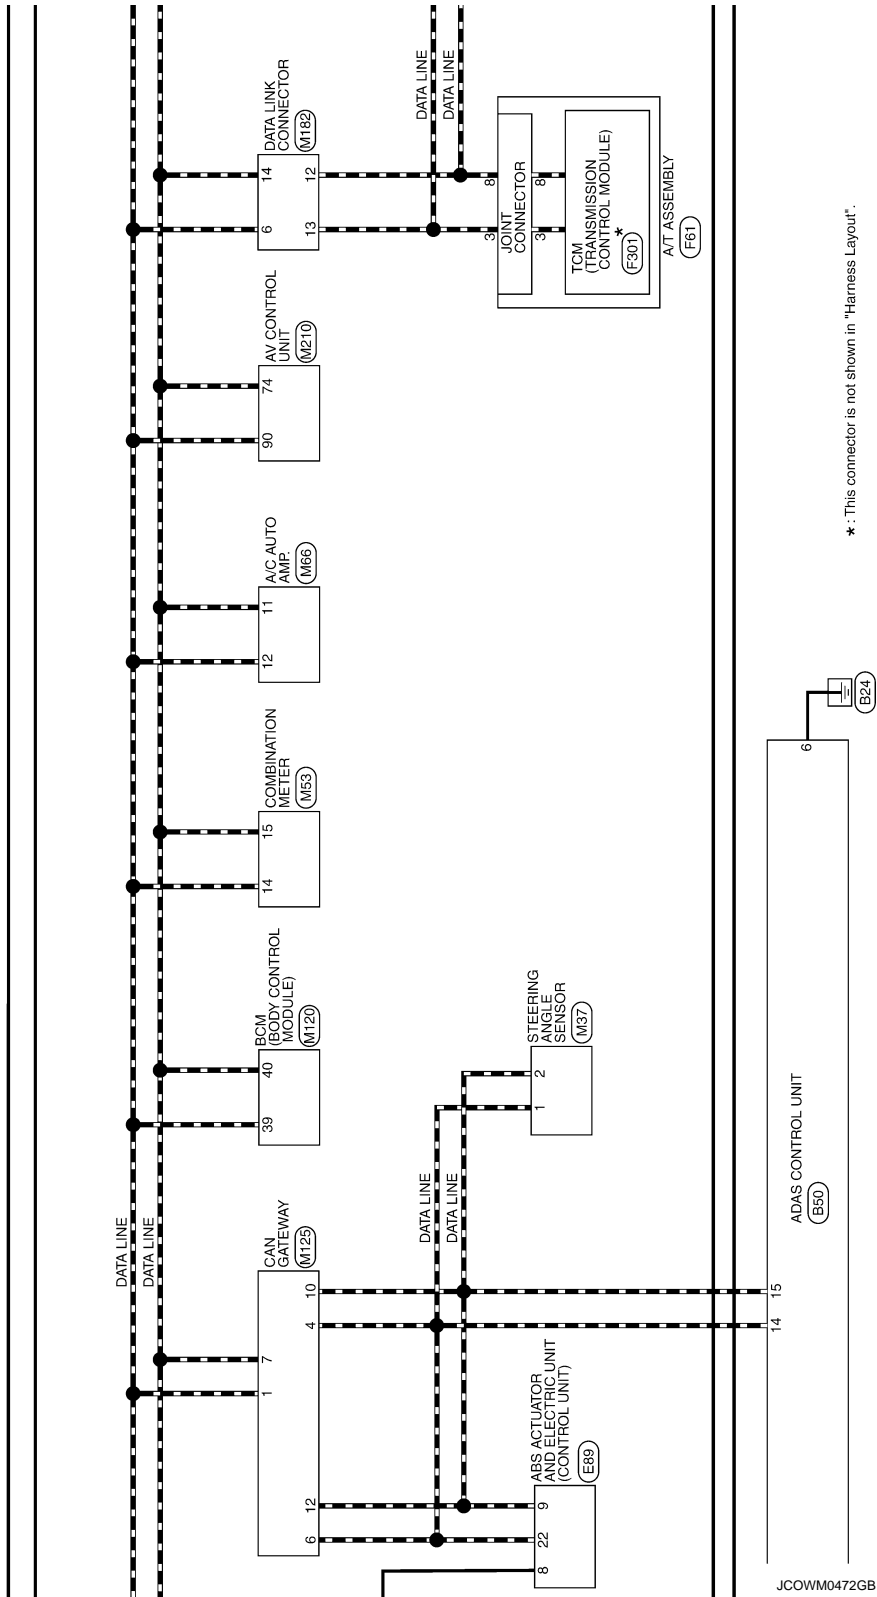 DATA LINE
DATA LINE
CAN
GATEWAY
M125
1
7
6
12
4
10
BCM
(BODY CONTROL
MODULE)
M120
39
40
COMBINATION
METER
M53
14
15
A/C AUTO
AMP.
M66
12
11
AV CONTROL
UNIT
M210
90
74
DATA LINK
CONNECTOR
M182
6
14
13
12
DATA LINE
DATA LINE
DATA LINE
DATA LINE
ABS ACTUATOR
AND ELECTRIC UNIT
(CONTROL UNIT)
E89
8
22
9
STEERING
ANGLE
SENSOR
M37
1
2
3
8
JOINT
CONNECTOR
3
8
TCM
(TRANSMISSION
CONTROL MODULE)
*
F301
A/T ASSEMBLY
F61
14
15
ADAS CONTROL UNIT
B50
6
B24
* : This connector is not shown in "Harness Layout".
JCOWM0472GB